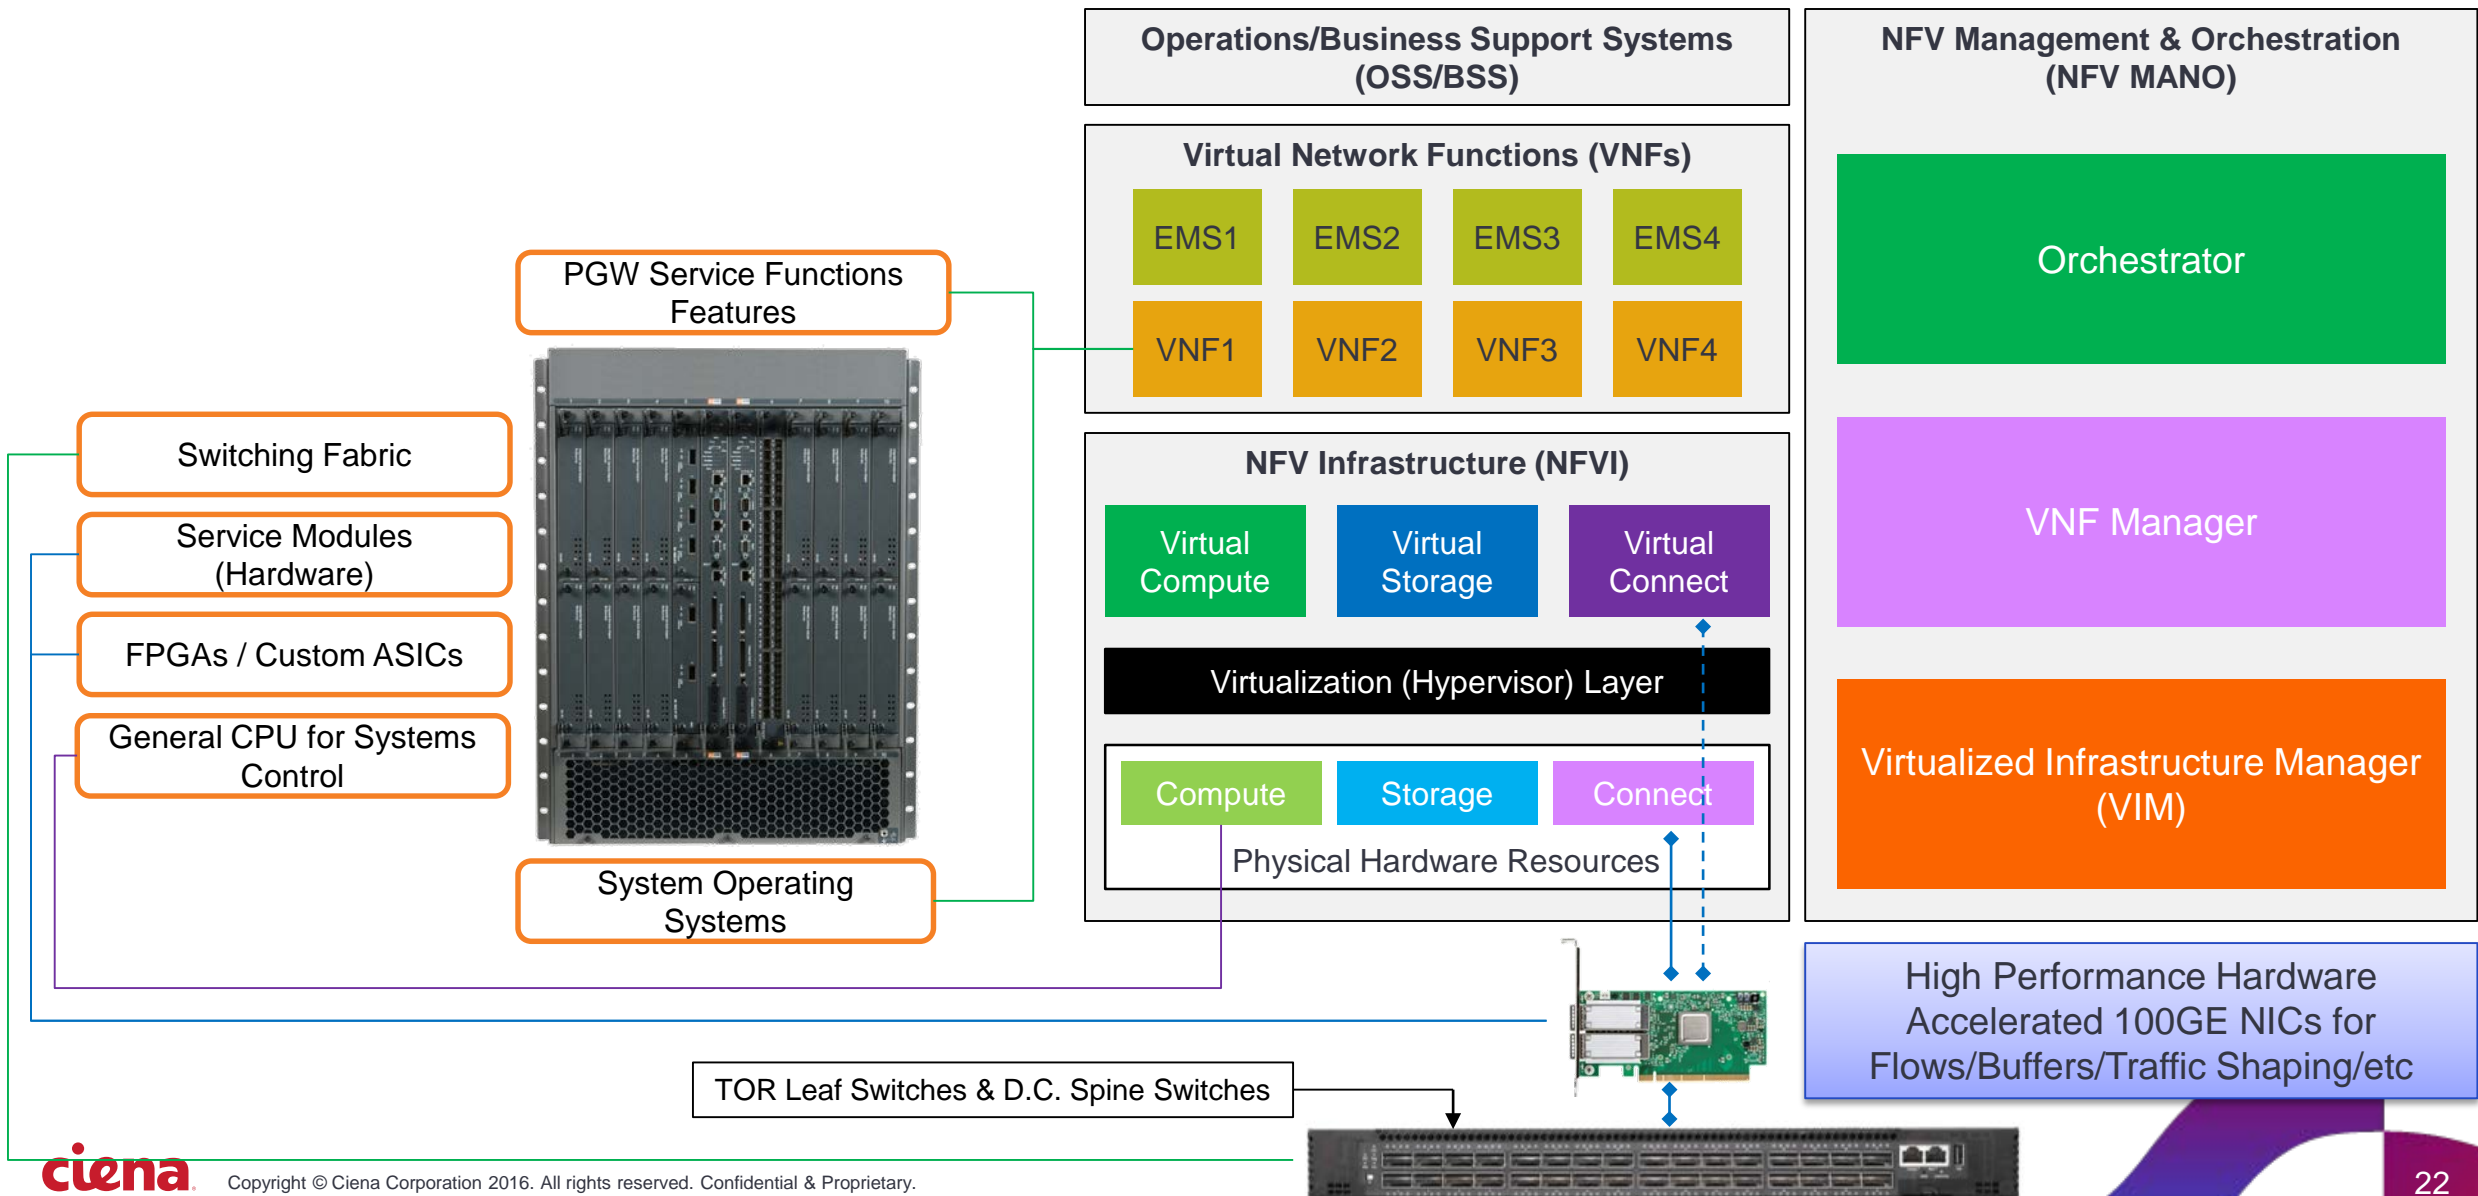 Operations/Business Support Systems
(OSS/BSS)
NFV Management & Orchestration
(NFV MANO)
Virtual Network Functions (VNFs)
EMS1
EMS2
EMS3
EMS4
VNF1
VNF2
VNF3
VNF4
Orchestrator
VNF Manager
Virtualized Infrastructure Manager
(VIM)
PGW Service Functions
Features
Switching Fabric
Service Modules
(Hardware)
FPGAs / Custom ASICs
General CPU for Systems
Control
System Operating
Systems
NFV Infrastructure (NFVI)
Virtual
Compute
Virtual
Storage
Virtual
Connect
Virtualization (Hypervisor) Layer
Compute
Storage
Connect
Physical Hardware Resources
High Performance Hardware
Accelerated 100GE NICs for
Flows/Buffers/Traffic Shaping/etc
TOR Leaf Switches & D.C. Spine Switches
ciena
Copyright © Ciena Corporation 2016. All rights reserved. Confidential & Proprietary.
22